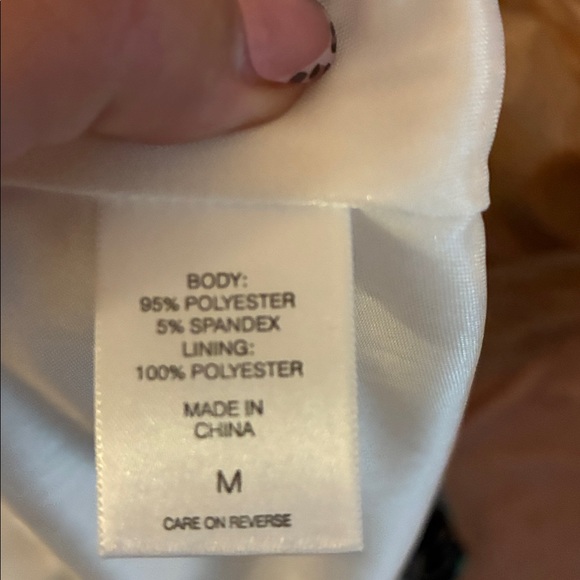 BODY:
95% POLYESTER
5% SPANDEX
LINING:
100% POLYESTER
MADE IN
CHINA
M
CARE ON REVERSE